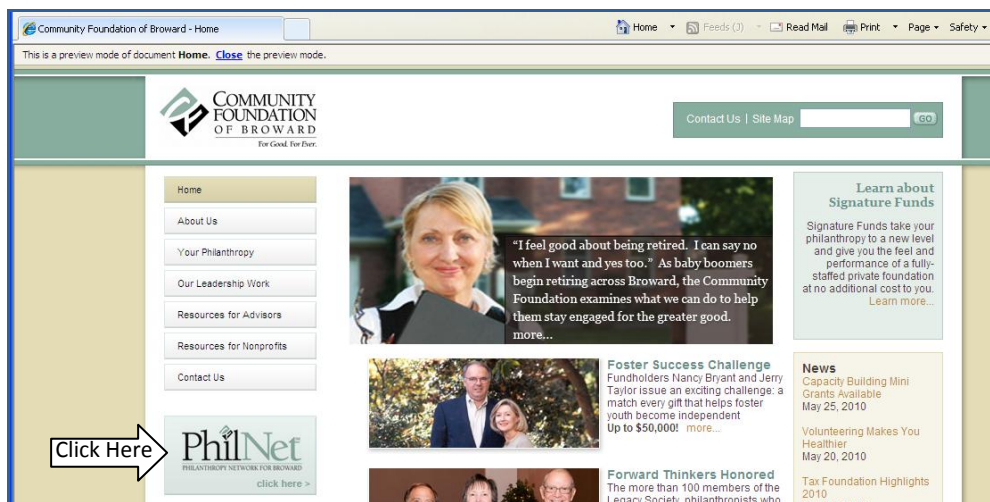 Community Foundation of Broward - Home
Home
Feeds (J)
Read Mail
Print
Page
Safety
This is a preview mode of document Home. Close the preview mode.
COMMUNITY
FOUNDATION
OF BROWARD
For Good. For Ever.
Contact Us | Site Map
GO
Home
About Us
Your Philanthropy
Our Leadership Work
Resources for Advisors
Resources for Nonprofits
Contact Us
Click Here
PhilNet
PHILANTHROPY NETWORK FOR BROWARD
click here >
"I feel good about being retired. I can say no
when I want and yes too." As baby boomers
begin retiring across Broward, the Community
Foundation examines what we can do to help
them stay engaged for the greater good.
more...
Foster Success Challenge
Fundholders Nancy Bryant and Jerry
Taylor issue an exciting challenge: a
match every gift that helps foster
youth become independent
Up to $50,000! more...
Forward Thinkers Honored
The more than 100 members of the
Legacy Society, philanthropists who
Learn about
Signature Funds
Signature Funds take your
philanthropy to a new level
and give you the feel and
performance of a fully-
staffed private foundation
at no additional cost to you.
Learn more...
News
Capacity Building Mini
Grants Available
May 25, 2010
Volunteering Makes You
Healthier
May 20, 2010
Tax Foundation Highlights
2010